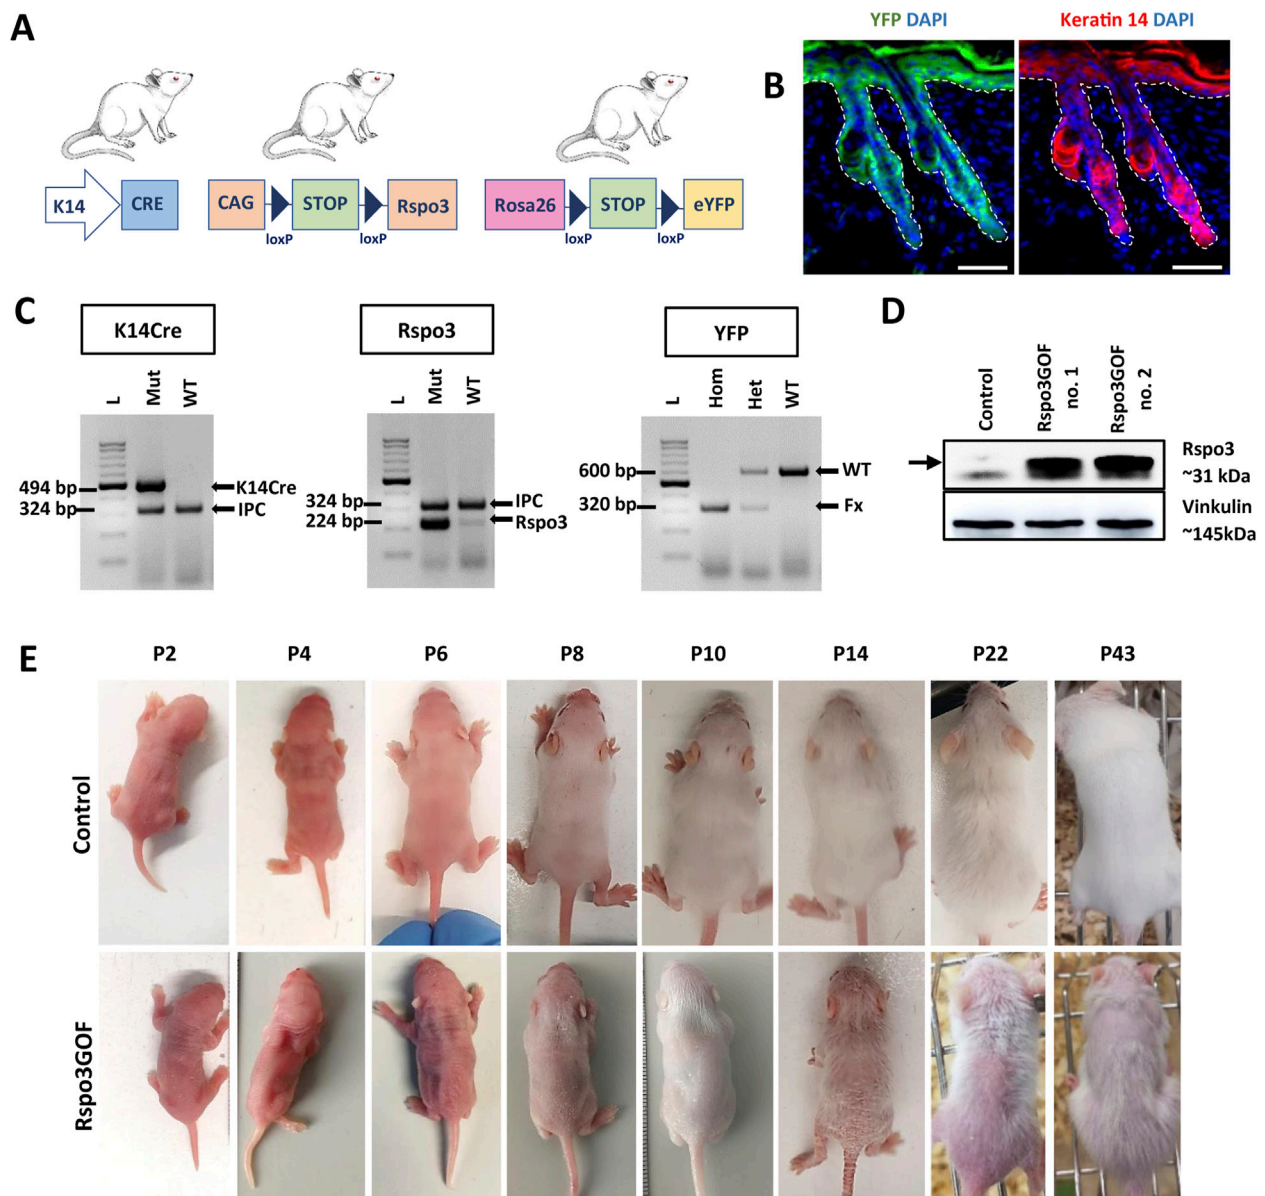 A
K14
CRE
CAG
STOP
Rspo3
loxP
loxP
Rosa26
STOP
eYFP
loxP
loxP
YFP DAPI
Keratin 14 DAPI
B
C
K14Cre
L
Mut
WT
494 bp
324 bp
K14Cre
IPC
Rspo3
L
Mut
WT
324 bp
224 bp
IPC
Rspo3
YFP
L
Hom
Het
WT
600 bp
320 bp
WT
Fx
D
Control
Rspo3GOF
no. 1
Rspo3GOF
no. 2
Rspo3
~31 kDa
Vinkulin
~145kDa
E
P2 P4 P6 P8 P10 P14 P22 P43
Control
Rspo3GOF